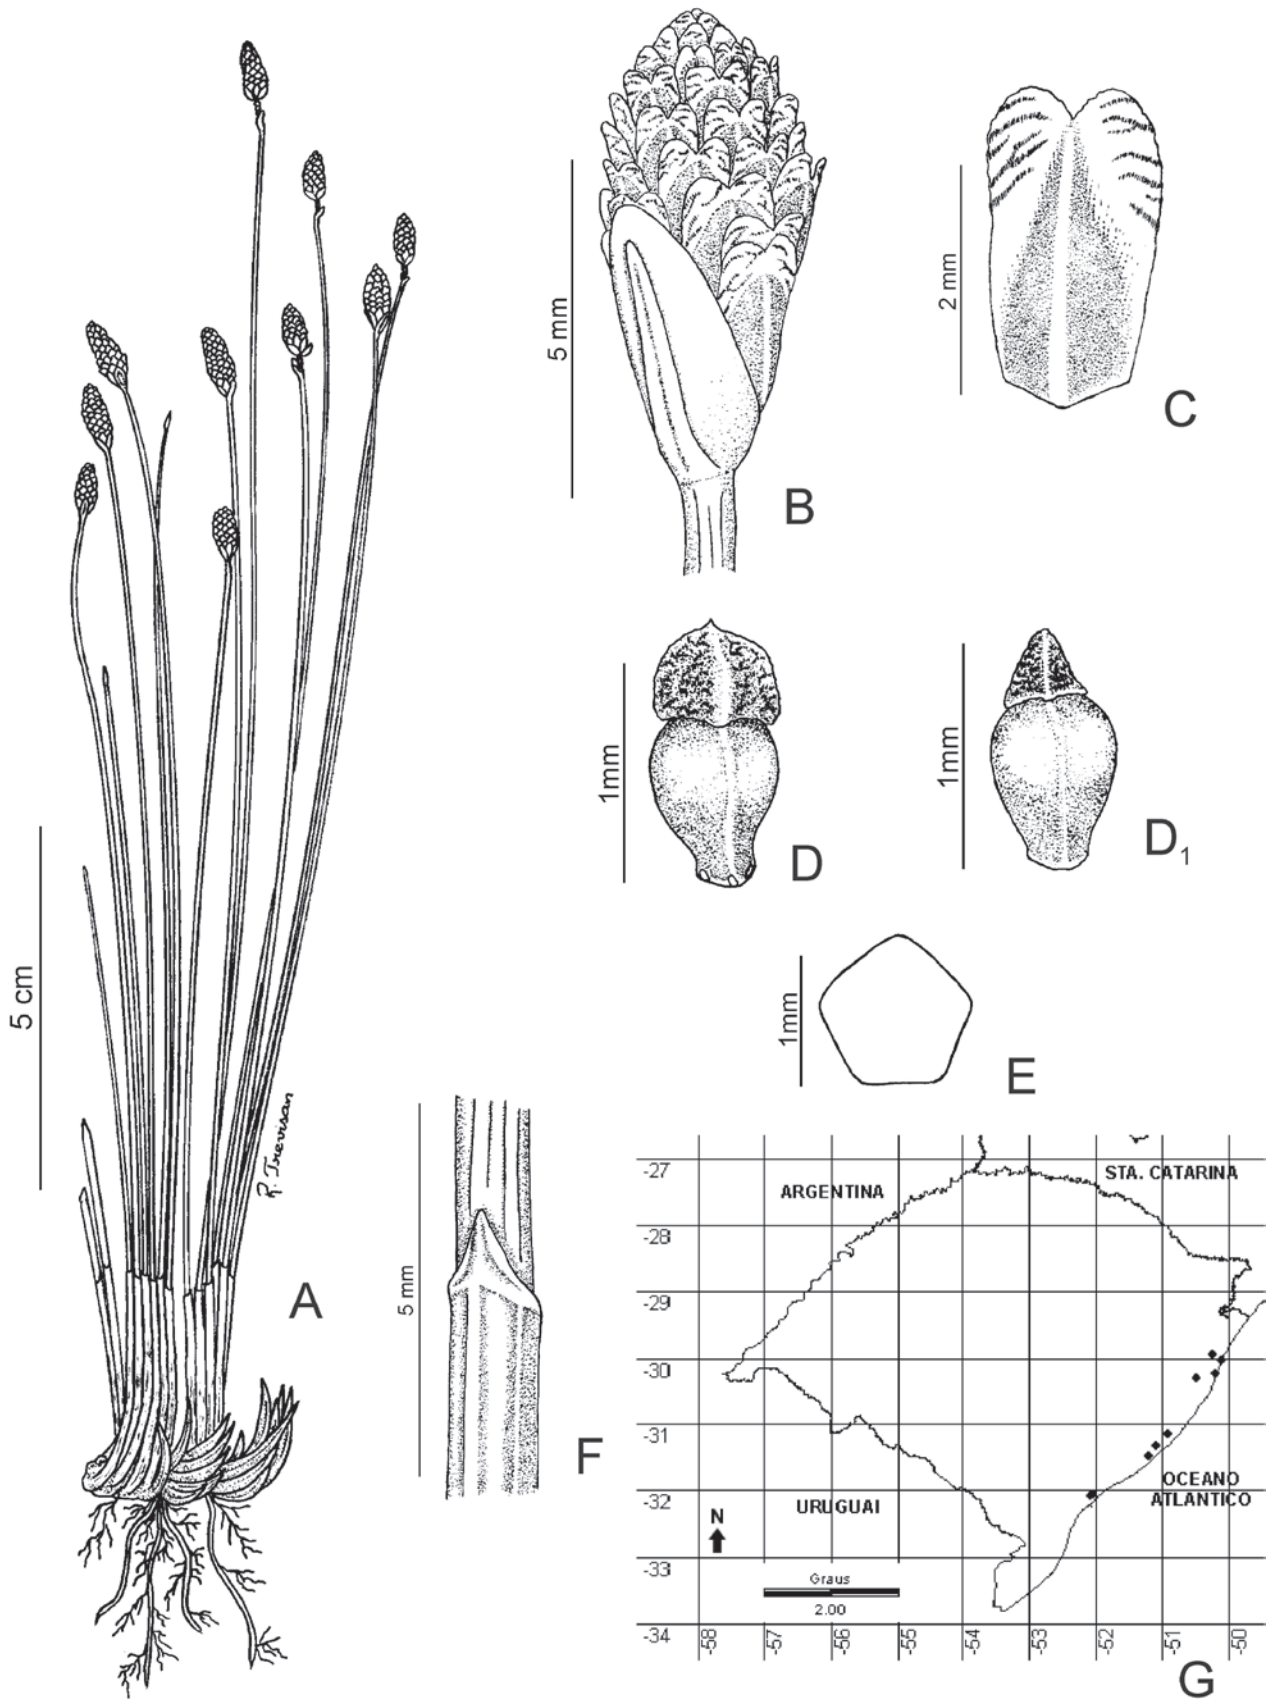 5 cm
R. Trevisan
A
5 mm
B
2 mm
C
1mm
D
1mm
D₁
1mm
E
5 mm
F
-27
-28
-29
-30
-31
-32
-33
-34
ARGENTINA
STA. CATARINA
URUGUAI
OCEANO
ATLANTICO
N
Graus
2.00
-58
-57
-56
-55
-54
-53
-52
-51
-50
G